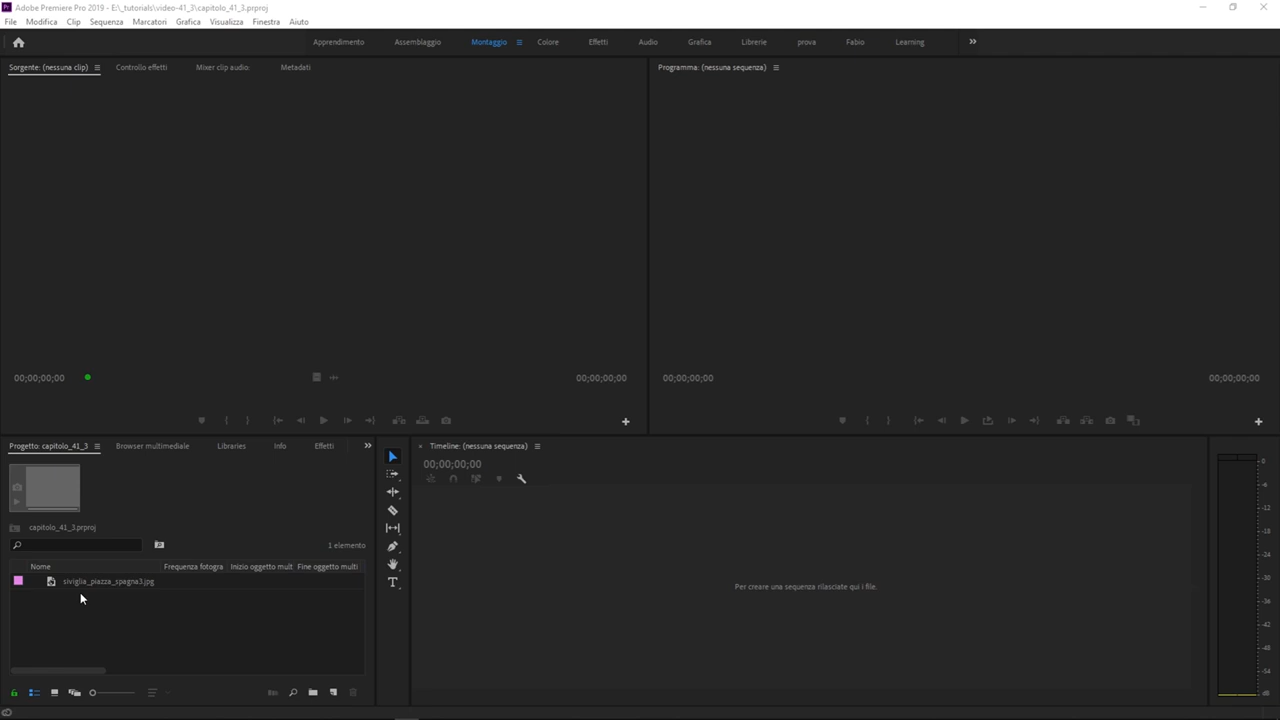 Adobe Premiere Pro 2019 - E:\_tutorials\video-41_3\capitolo_41_3.prproj
File Modifica Clip Sequenza Marcatori Grafica Visualizza Finestra Aiuto
Apprendimento Assemblaggio Montaggio Colore Effetti Audio Grafica Librerie prova Fabio Learning
Sorgente: (nessuna clip) Controllo effetti Mixer clip audio: Metadati Programma: (nessuna sequenza)
00;00;00;00 00;00;00;00 00;00;00;00 00;00;00;00
Progetto: capitolo_41_3 Browser multimediale Libraries Info Effetti Timeline: (nessuna sequenza)
00;00;00;00
capitolo_41_3.prproj
1 elemento
Nome Frequenza fotogra Inizio oggetto mult Fine oggetto multi
siviglia_piazza_spagna3.jpg
Per creare una sequenza rilasciate qui i file.
0
-6
-12
-18
-24
-30
-36
-42
-48
-54
dB